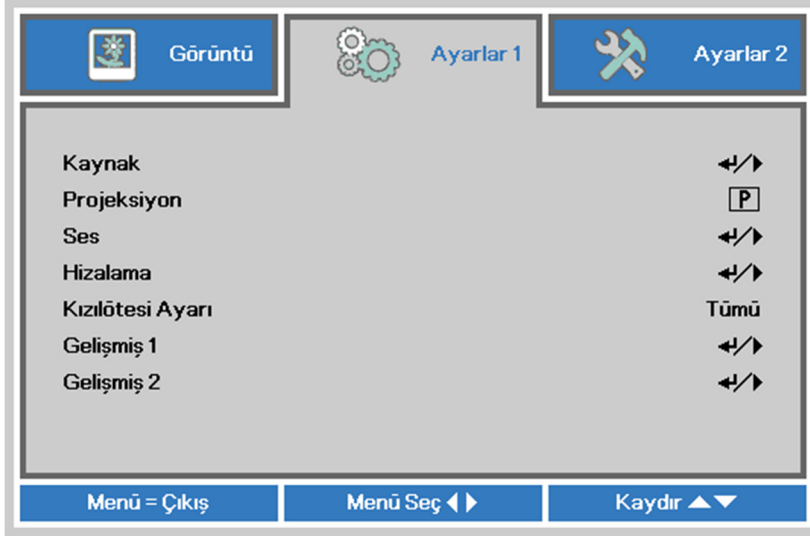 Görüntü
Ayarlar 1
Ayarlar 2
Kaynak
Projeksiyon P
Ses
Hizalama
Kızılötesi Ayarı Tümü
Gelişmiş 1
Gelişmiş 2
Menü = Çıkış
Menü Seç
Kaydır